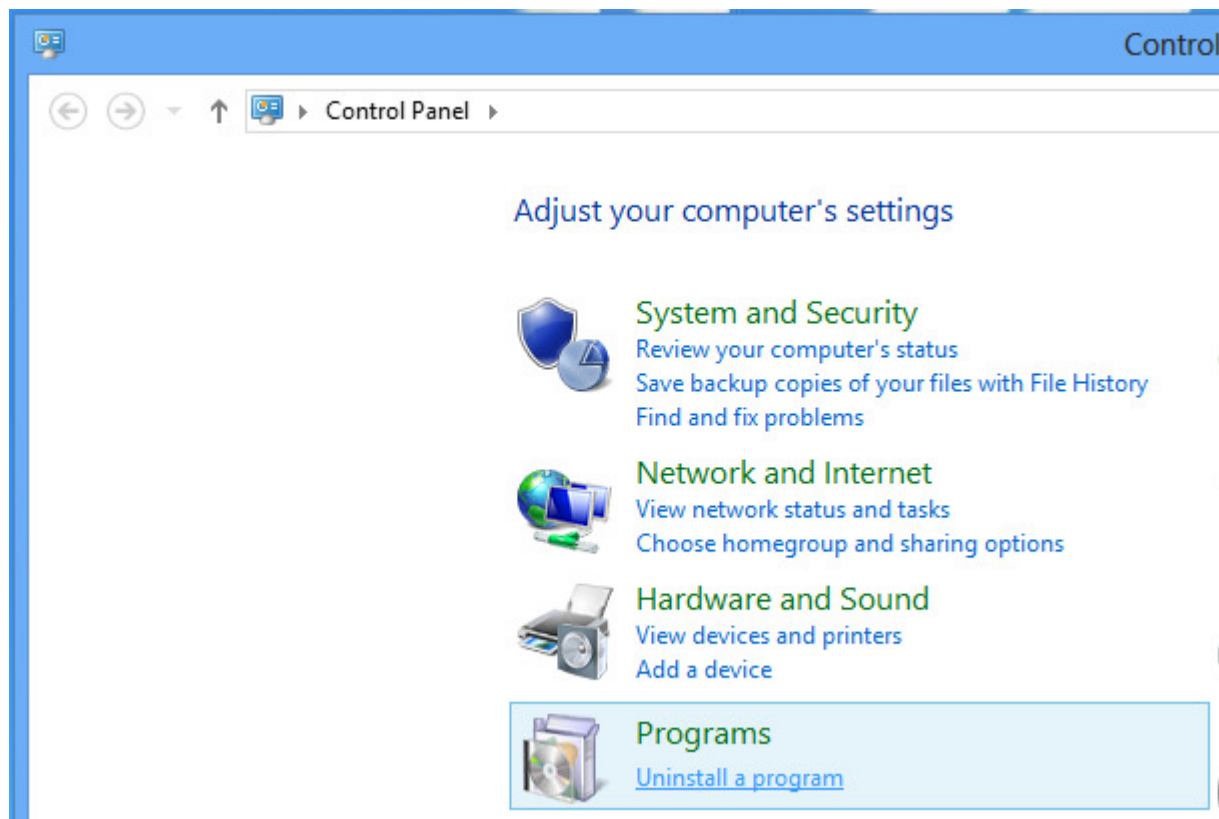 Control
Control Panel
Adjust your computer's settings
System and Security
Review your computer's status
Save backup copies of your files with File History
Find and fix problems
Network and Internet
View network status and tasks
Choose homegroup and sharing options
Hardware and Sound
View devices and printers
Add a device
Programs
Uninstall a program